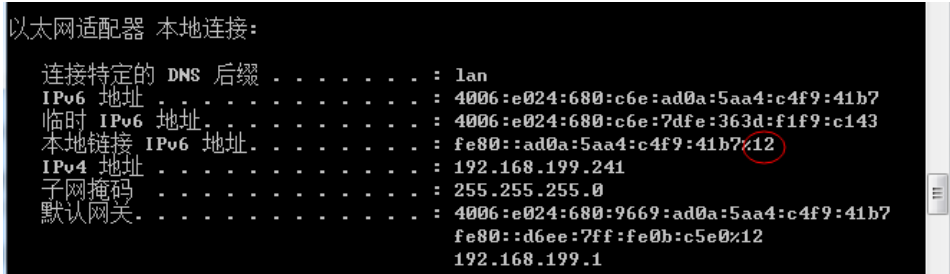 以太网适配器 本地连接:
连接特定的 DNS 后缀 . . . . . . . : lan
IPv6 地址 . . . . . . . . . . . . : 4006:e024:680:c6e:ad0a:5aa4:c4f9:41b7
临时 IPv6 地址. . . . . . . . . . : 4006:e024:680:c6e:7dfe:363d:f1f9:c143
本地链接 IPv6 地址. . . . . . . . : fe80::ad0a:5aa4:c4f9:41b7%12
IPv4 地址 . . . . . . . . . . . . : 192.168.199.241
子网掩码 . . . . . . . . . . . . : 255.255.255.0
默认网关. . . . . . . . . . . . . : 4006:e024:680:9669:ad0a:5aa4:c4f9:41b7
fe80::d6ee:7ff:fe0b:c5e0%12
192.168.199.1